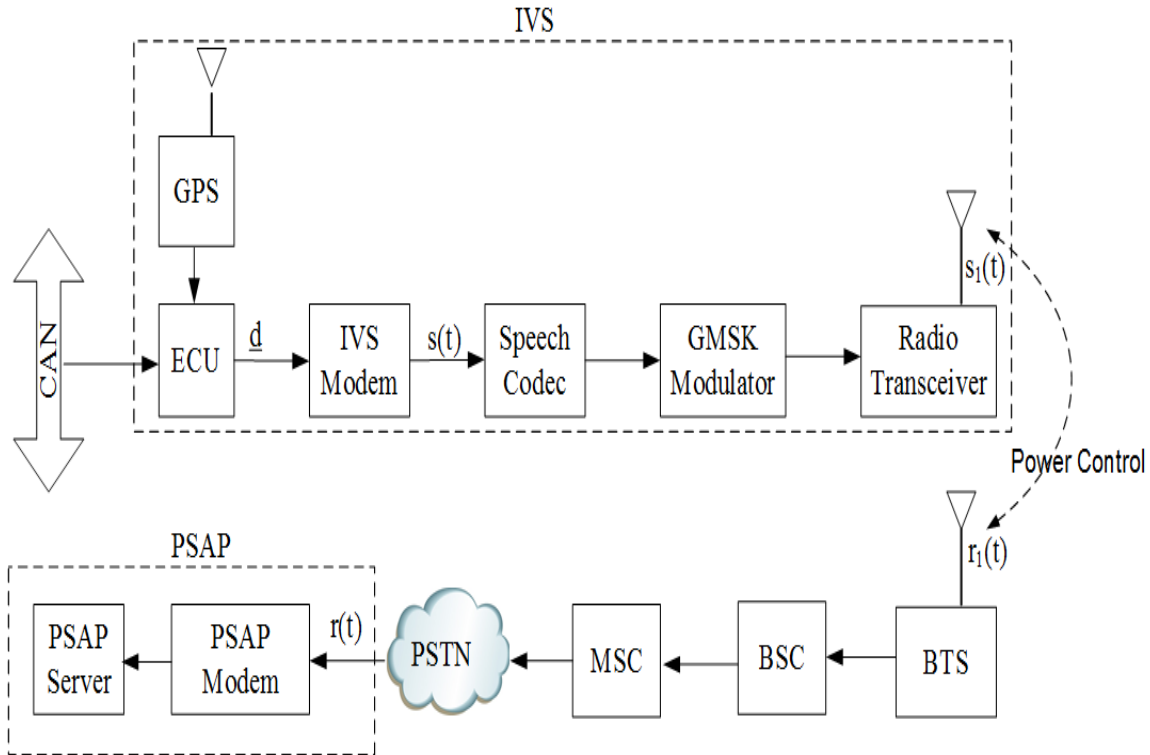 IVS
GPS
CAN
ECU
d
IVS
Modem
s(t)
Speech
Codec
GMSK
Modulator
Radio
Transceiver
s₁(t)
Power Control
r₁(t)
PSAP
PSAP
Server
PSAP
Modem
r(t)
PSTN
MSC
BSC
BTS